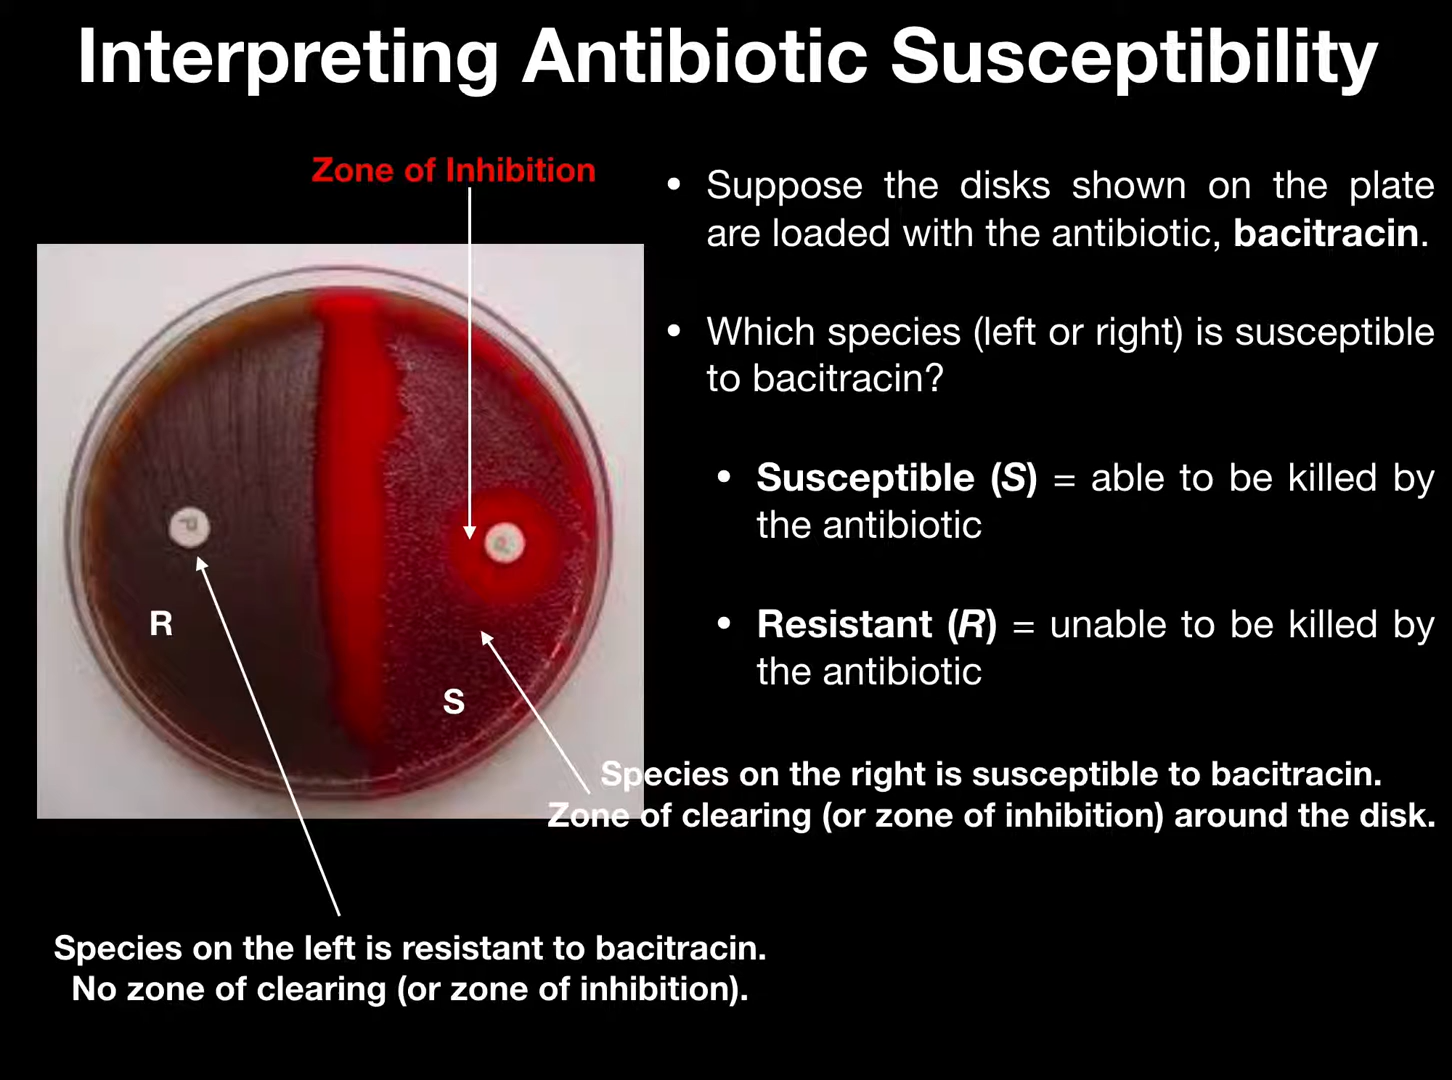 Interpreting Antibiotic Susceptibility
Zone of Inhibition
• Suppose the disks shown on the plate
are loaded with the antibiotic, bacitracin.
• Which species (left or right) is susceptible
to bacitracin?
• Susceptible (S) = able to be killed by
the antibiotic
• Resistant (R) = unable to be killed by
the antibiotic
P
P
R
S
Species on the right is susceptible to bacitracin.
Zone of clearing (or zone of inhibition) around the disk.
Species on the left is resistant to bacitracin.
No zone of clearing (or zone of inhibition).